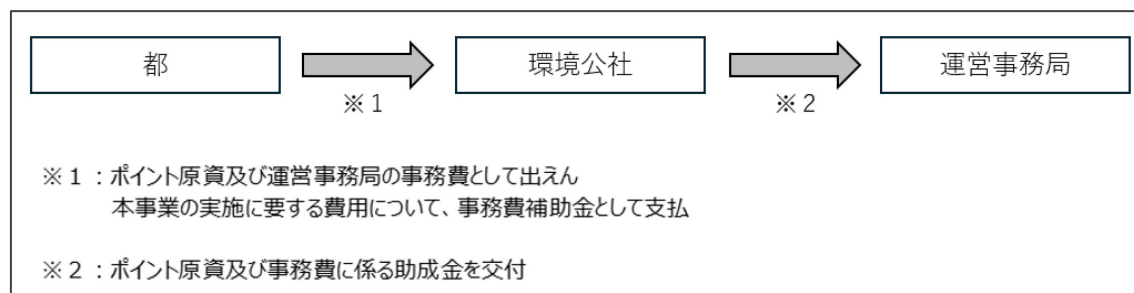 都
環境公社
運営事務局
※1
※2
※1：ポイント原資及び運営事務局の事務費として出えん
本事業の実施に要する費用について、事務費補助金として支払
※2：ポイント原資及び事務費に係る助成金を交付